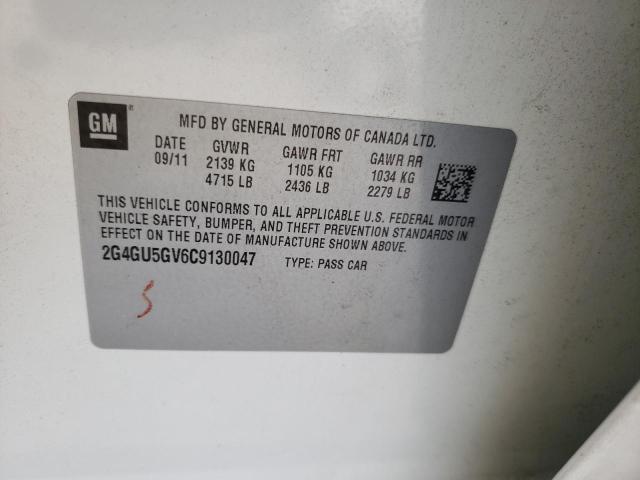 GM
MFD BY GENERAL MOTORS OF CANADA LTD.
DATE GVWR GAWR FRT GAWR RR
09/11 2139 KG 1105 KG 1034 KG
4715 LB 2436 LB 2279 LB
THIS VEHICLE CONFORMS TO ALL APPLICABLE U.S. FEDERAL MOTOR
VEHICLE SAFETY, BUMPER, AND THEFT PREVENTION STANDARDS IN
EFFECT ON THE DATE OF MANUFACTURE SHOWN ABOVE.
2G4GU5GV6C9130047 TYPE: PASS CAR
5